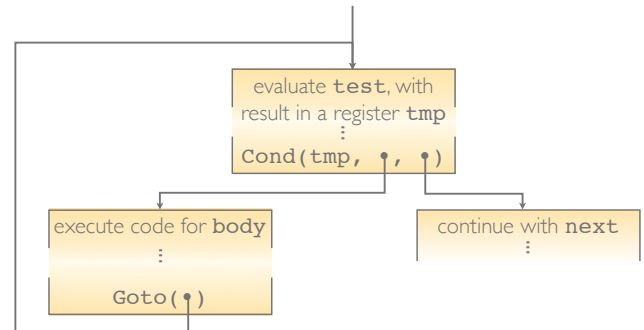 evaluate test, with
result in a register tmp
⋮
Cond(tmp, •, •)
execute code for body
⋮
Goto(•)
continue with next
⋮